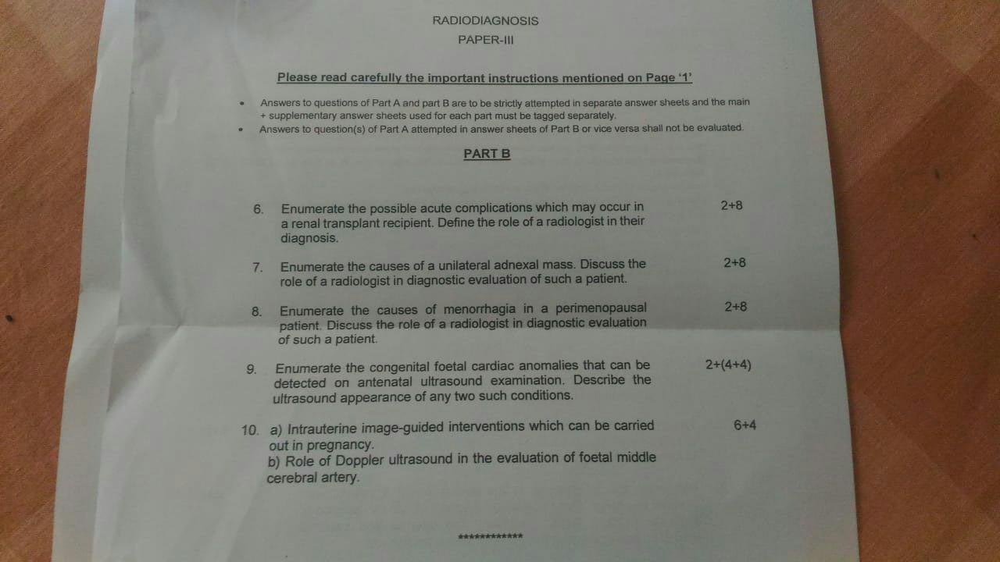 RADIODIAGNOSIS
PAPER-III
Please read carefully the important instructions mentioned on Page '1'
• Answers to questions of Part A and part B are to be strictly attempted in separate answer sheets and the main
+ supplementary answer sheets used for each part must be tagged separately.
• Answers to question(s) of Part A attempted in answer sheets of Part B or vice versa shall not be evaluated.
PART B
6. Enumerate the possible acute complications which may occur in 2+8
a renal transplant recipient. Define the role of a radiologist in their
diagnosis.
7. Enumerate the causes of a unilateral adnexal mass. Discuss the 2+8
role of a radiologist in diagnostic evaluation of such a patient.
8. Enumerate the causes of menorrhagia in a perimenopausal 2+8
patient. Discuss the role of a radiologist in diagnostic evaluation
of such a patient.
9. Enumerate the congenital foetal cardiac anomalies that can be 2+(4+4)
detected on antenatal ultrasound examination. Describe the
ultrasound appearance of any two such conditions.
10. a) Intrauterine image-guided interventions which can be carried 6+4
out in pregnancy.
b) Role of Doppler ultrasound in the evaluation of foetal middle
cerebral artery.
************